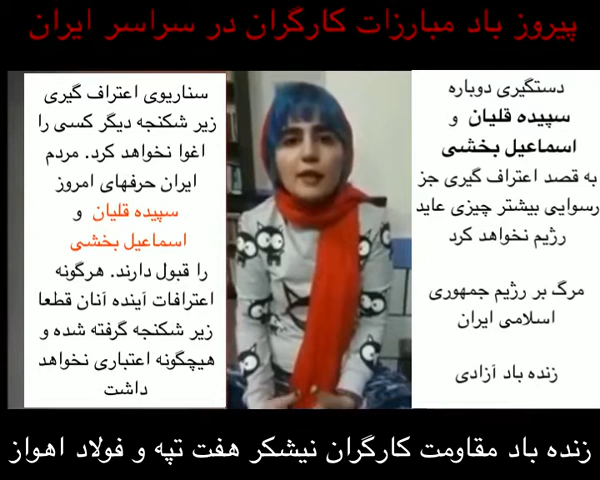 پیروز باد مبارزات کارگران در سراسر ایران
دستگیری دوباره
سپیده قلیان و
اسماعیل بخشی
به قصد اعتراف گیری جز
رسوایی بیشتر چیزی عاید
رژیم نخواهد کرد
مرگ بر رژیم جمهوری
اسلامی ایران
زنده باد آزادی
سناریوی اعتراف گیری
زیر شکنجه دیگر کسی را
اغوا نخواهد کرد. مردم
ایران حرفهای امروز
سپیده قلیان و
اسماعیل بخشی
را قبول دارند. هرگونه
اعترافات آینده آنان قطعا
زیر شکنجه گرفته شده و
هیچگونه اعتباری نخواهد
داشت
زنده باد مقاومت کارگران نیشکر هفت تپه و فولاد اهواز